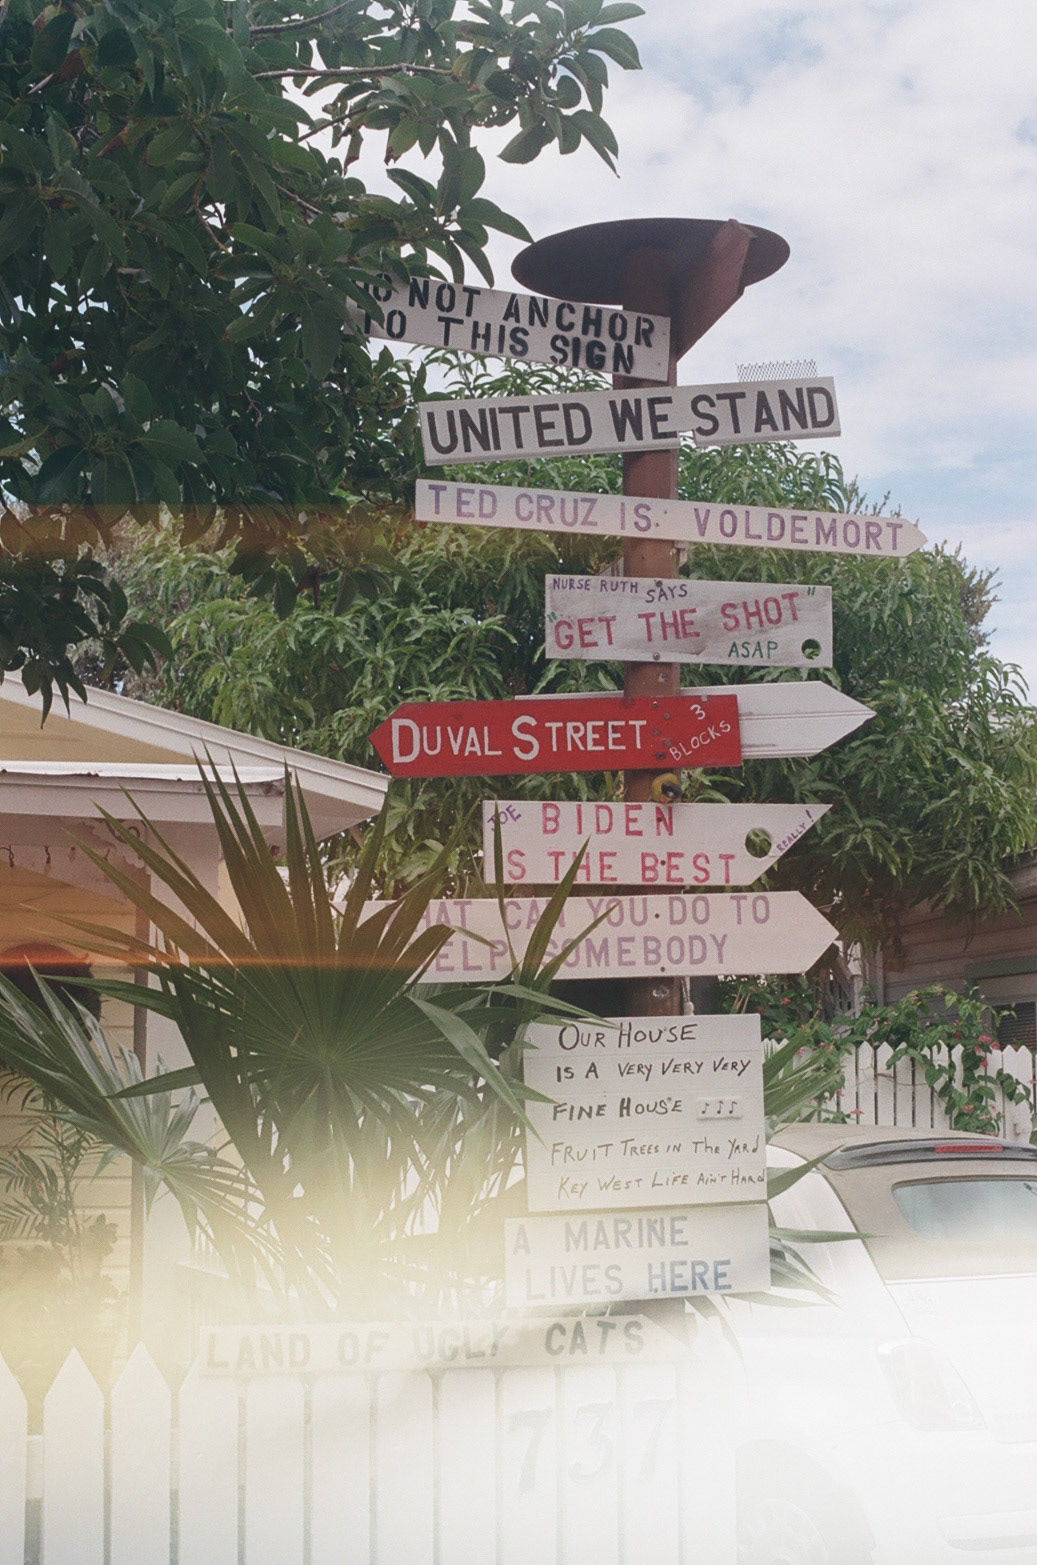 NOT ANCHOR
TO THIS SIGN
UNITED WE STAND
TED CRUZ IS: VOLDEMORT
NURSE RUTH SAYS
"GET THE SHOT"
ASAP
DUVAL STREET
3
BLOCKS
JOE
BIDEN
REALLY!
S THE BEST
HAT CAN YOU DO TO
ELP SOMEBODY
OUR HOUSE
IS A VERY VERY VERY
FINE HOUSE ♪♪♪
FRUIT TREES IN THE YARD
KEY WEST LIFE AIN'T HARD
A MARINE
LIVES HERE
LAND OF UGLY CATS
737